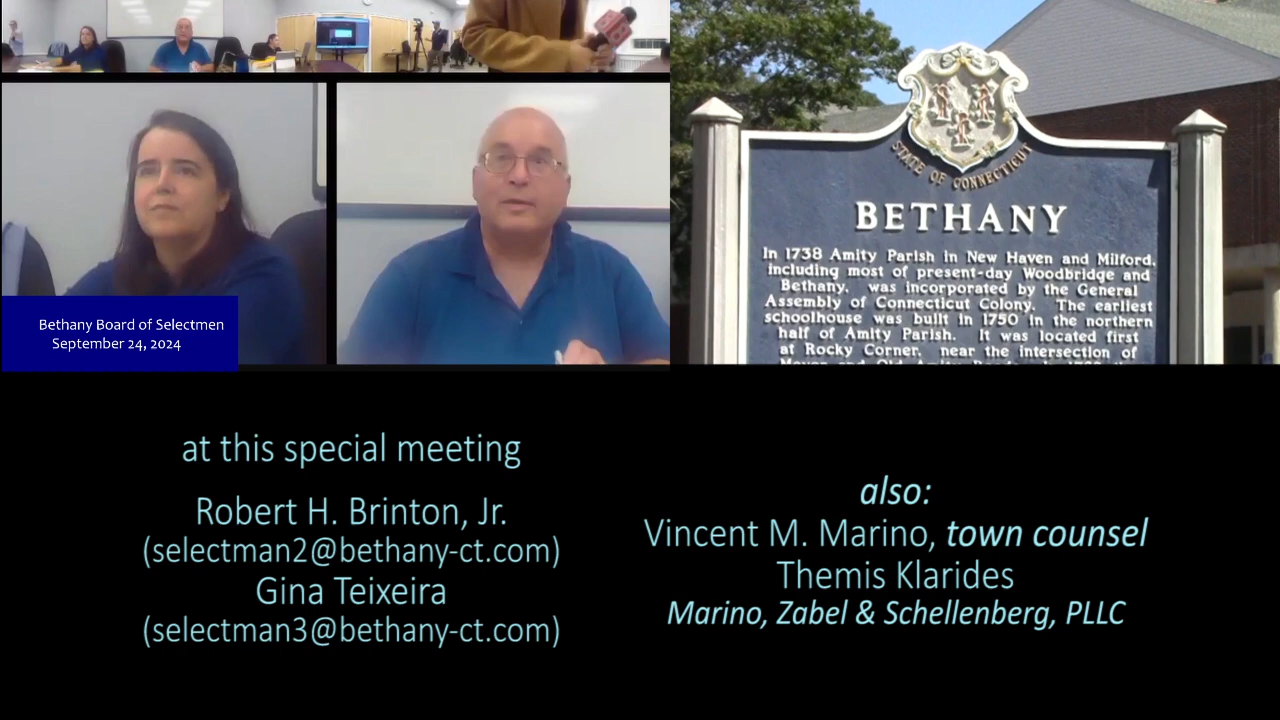 Bethany Board of Selectmen
September 24, 2024
STATE OF CONNECTICUT
BETHANY
In 1738 Amity Parish in New Haven and Milford,
including most of present-day Woodbridge and
Bethany, was incorporated by the General
Assembly of Connecticut Colony. The earliest
schoolhouse was built in 1750 in the northern
half of Amity Parish. It was located first
at Rocky Corner, near the intersection of
at this special meeting
Robert H. Brinton, Jr.
(selectman2@bethany-ct.com)
Gina Teixeira
(selectman3@bethany-ct.com)
also:
Vincent M. Marino, town counsel
Themis Klarides
Marino, Zabel & Schellenberg, PLLC